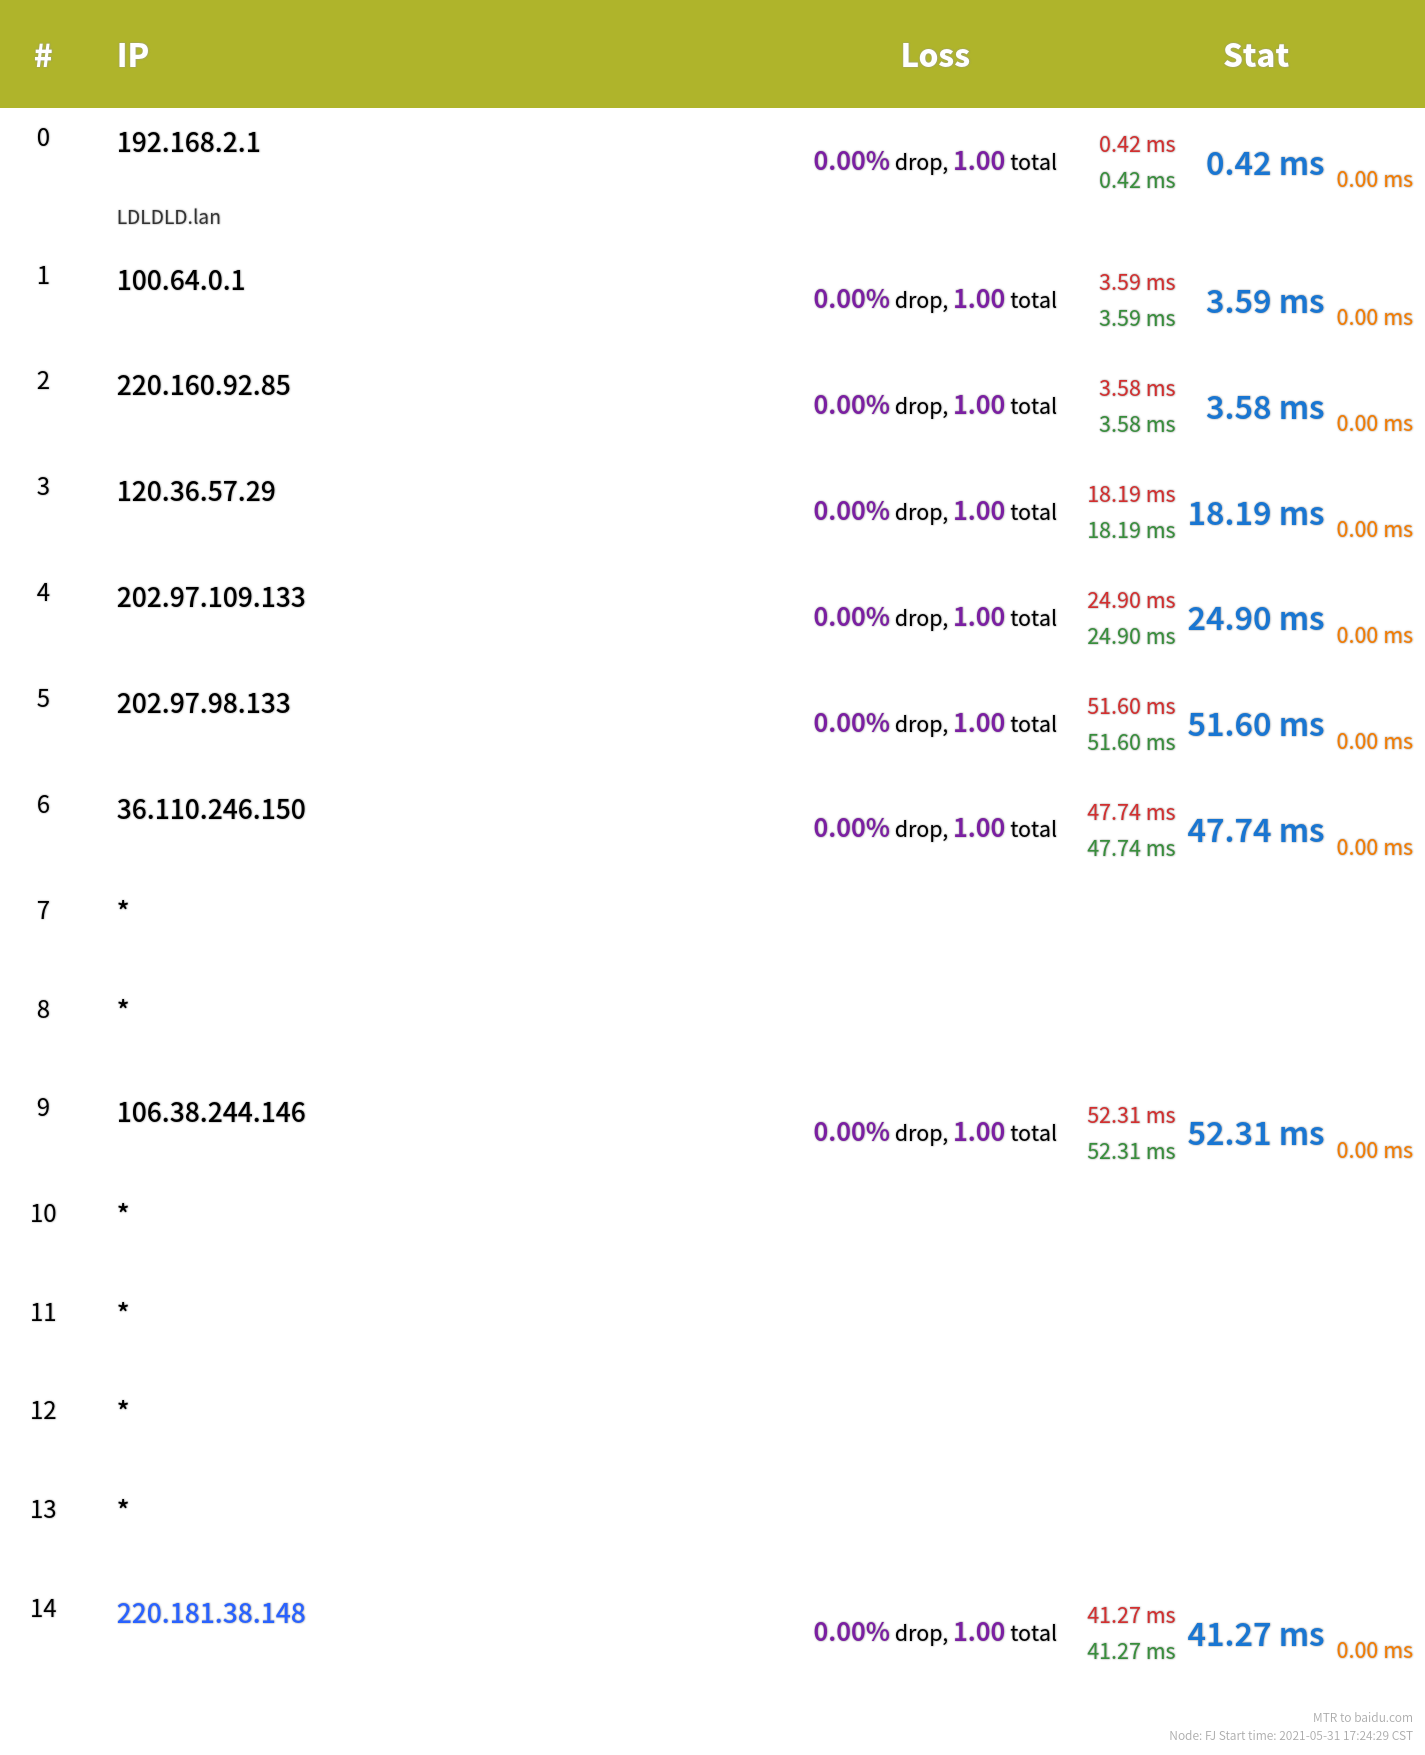 # IP Loss Stat
0 192.168.2.1 0.00% drop, 1.00 total 0.42 ms 0.42 ms 0.42 ms 0.00 ms
LDLDLD.lan
1 100.64.0.1 0.00% drop, 1.00 total 3.59 ms 3.59 ms 3.59 ms 0.00 ms
2 220.160.92.85 0.00% drop, 1.00 total 3.58 ms 3.58 ms 3.58 ms 0.00 ms
3 120.36.57.29 0.00% drop, 1.00 total 18.19 ms 18.19 ms 18.19 ms 0.00 ms
4 202.97.109.133 0.00% drop, 1.00 total 24.90 ms 24.90 ms 24.90 ms 0.00 ms
5 202.97.98.133 0.00% drop, 1.00 total 51.60 ms 51.60 ms 51.60 ms 0.00 ms
6 36.110.246.150 0.00% drop, 1.00 total 47.74 ms 47.74 ms 47.74 ms 0.00 ms
7 *
8 *
9 106.38.244.146 0.00% drop, 1.00 total 52.31 ms 52.31 ms 52.31 ms 0.00 ms
10 *
11 *
12 *
13 *
14 220.181.38.148 0.00% drop, 1.00 total 41.27 ms 41.27 ms 41.27 ms 0.00 ms
MTR to baidu.com
Node: FJ Start time: 2021-05-31 17:24:29 CST